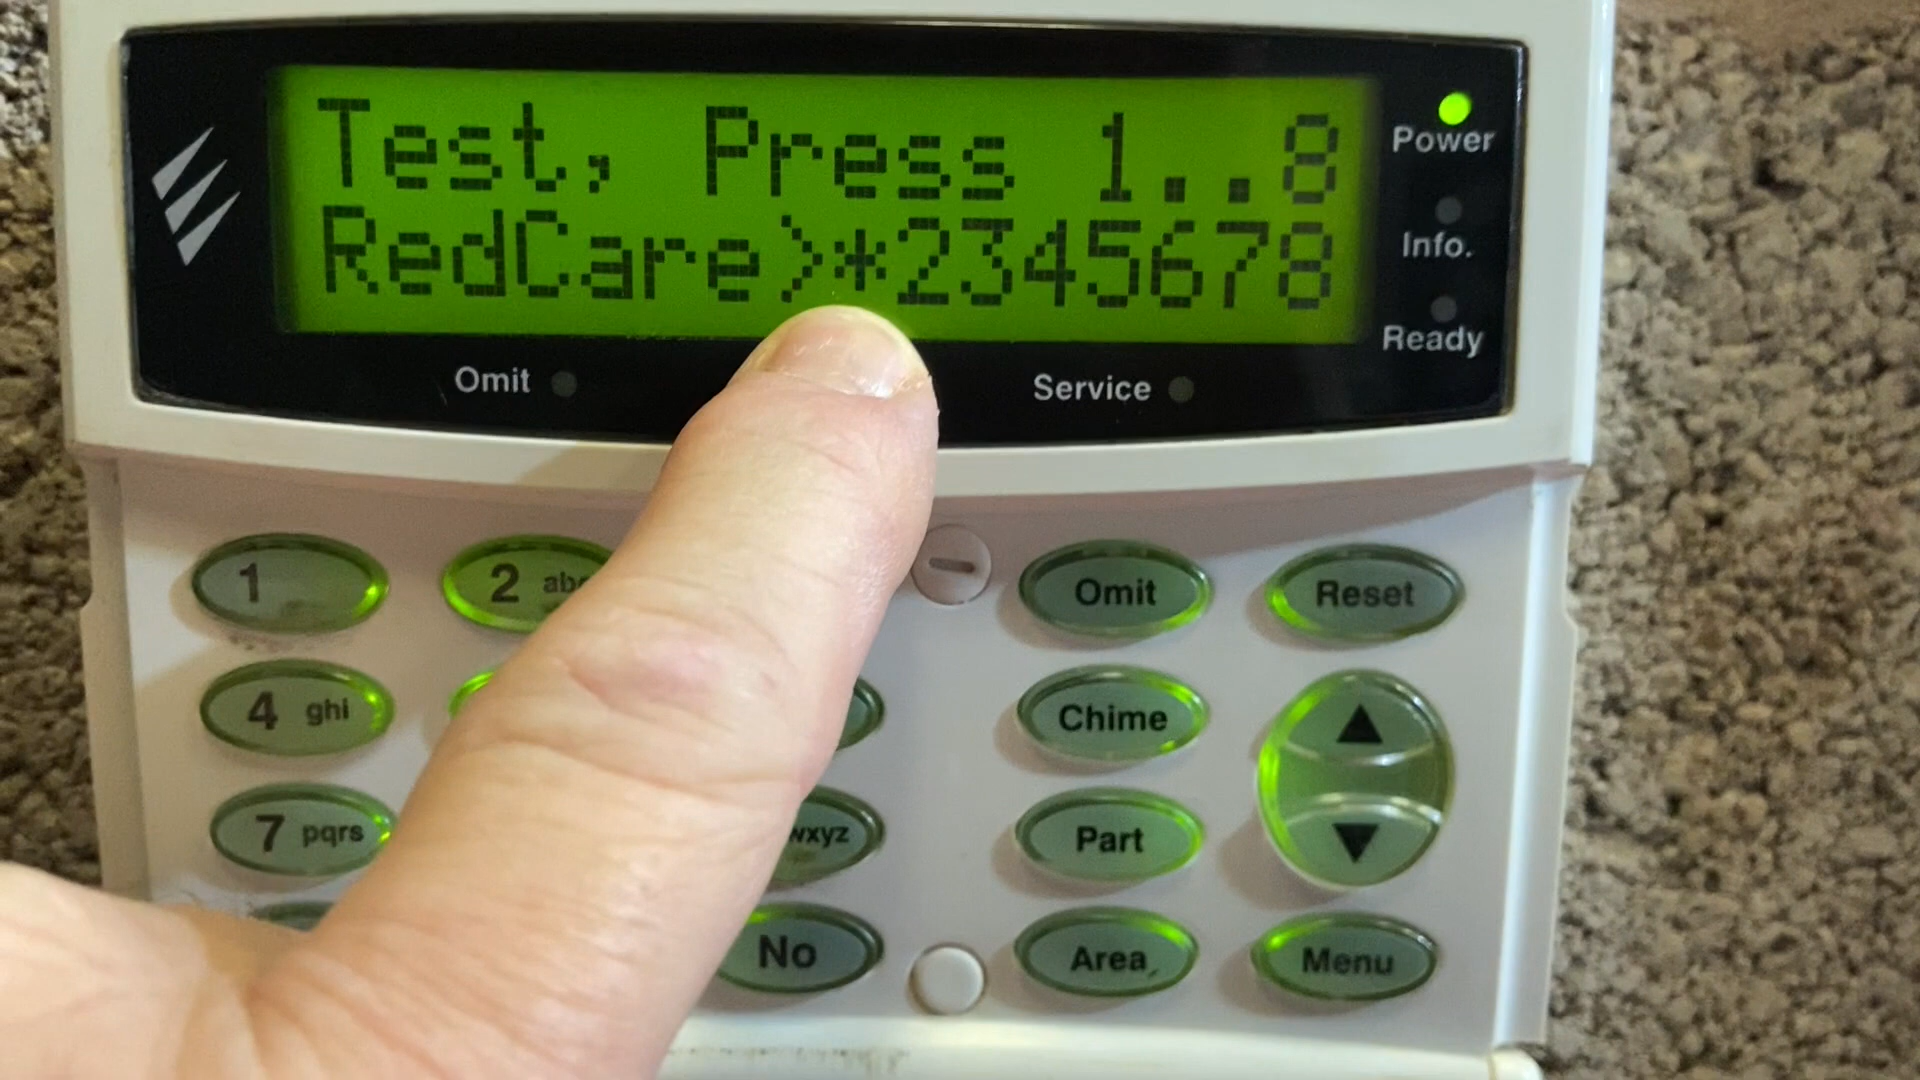 Test, Press 1..8
RedCare>*2345678
Power
Info.
Ready
Omit
Service
1
2 abc
Omit
Reset
4 ghi
Chime
7 pqrs
wxyz
Part
No
Area
Menu